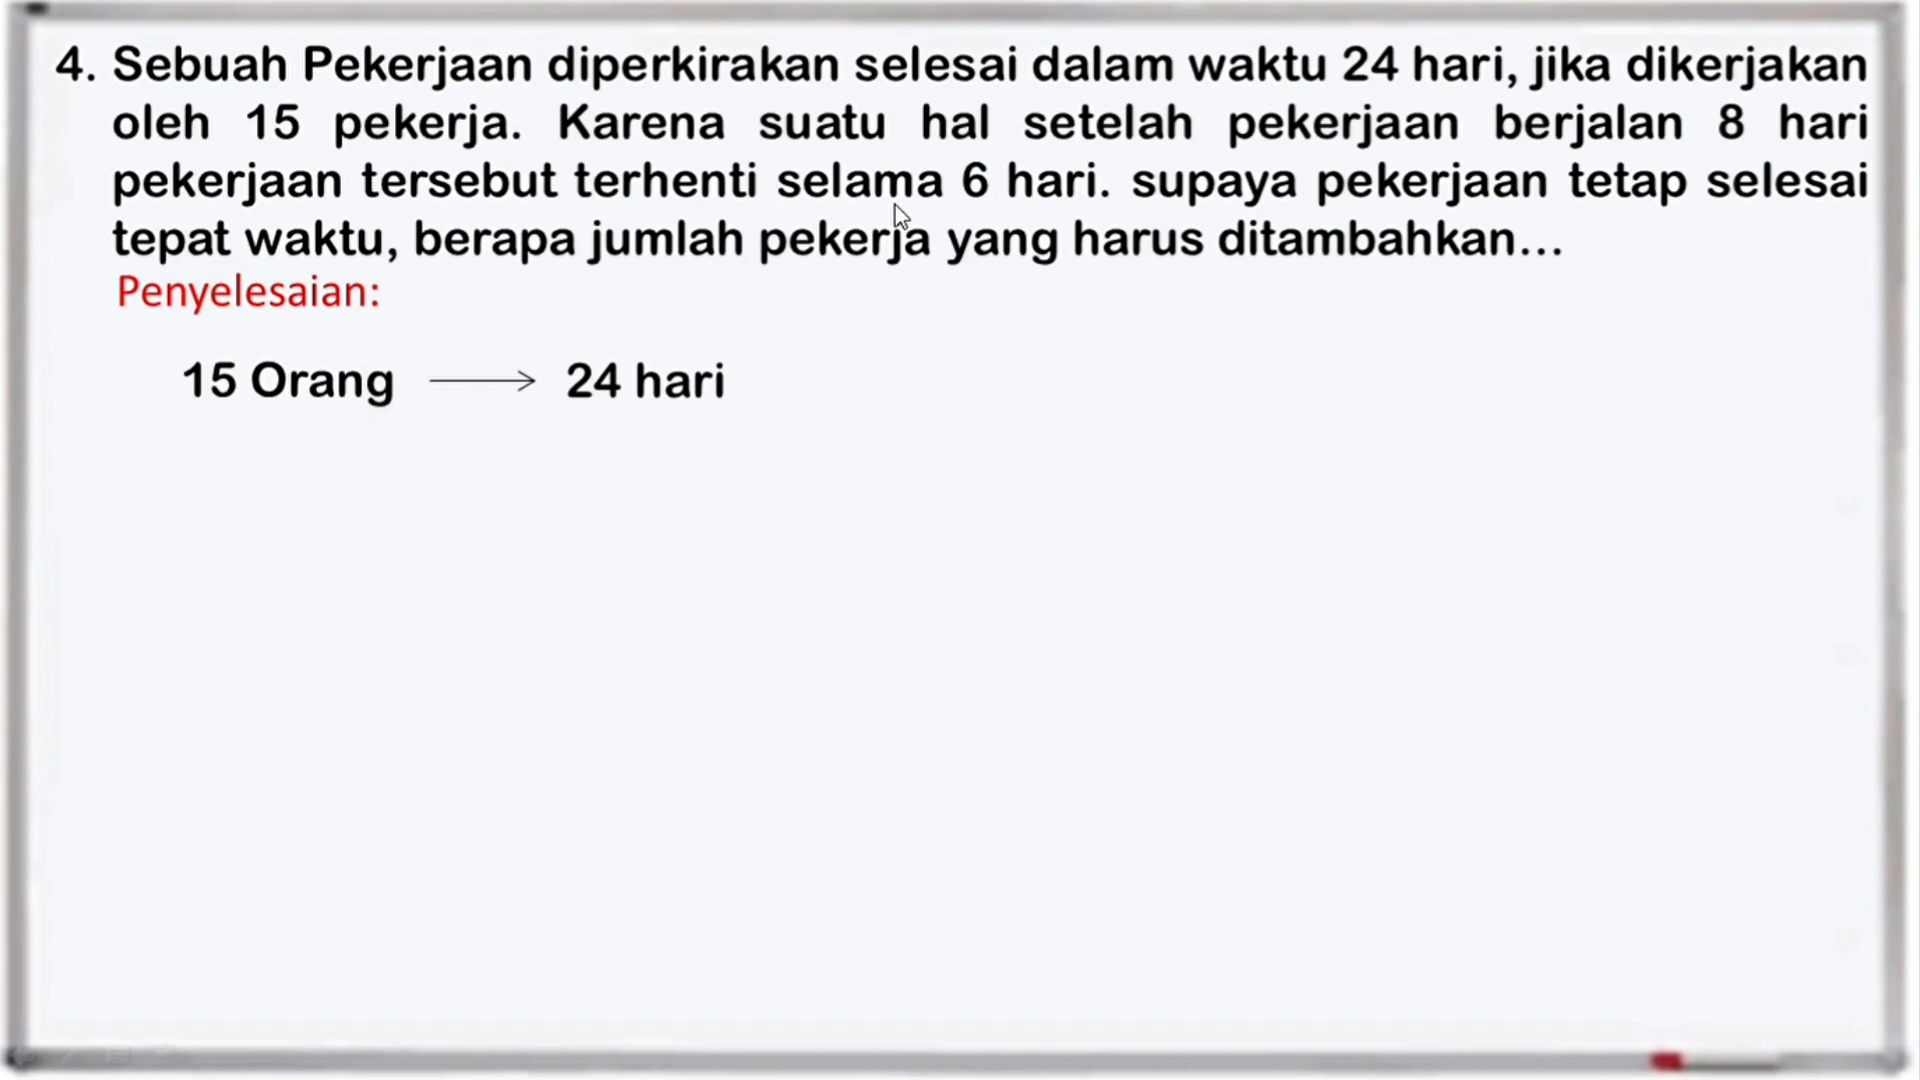 4. Sebuah Pekerjaan diperkirakan selesai dalam waktu 24 hari, jika dikerjakan
oleh 15 pekerja. Karena suatu hal setelah pekerjaan berjalan 8 hari
pekerjaan tersebut terhenti selama 6 hari. supaya pekerjaan tetap selesai
tepat waktu, berapa jumlah pekerja yang harus ditambahkan...
Penyelesaian:
15 Orang → 24 hari